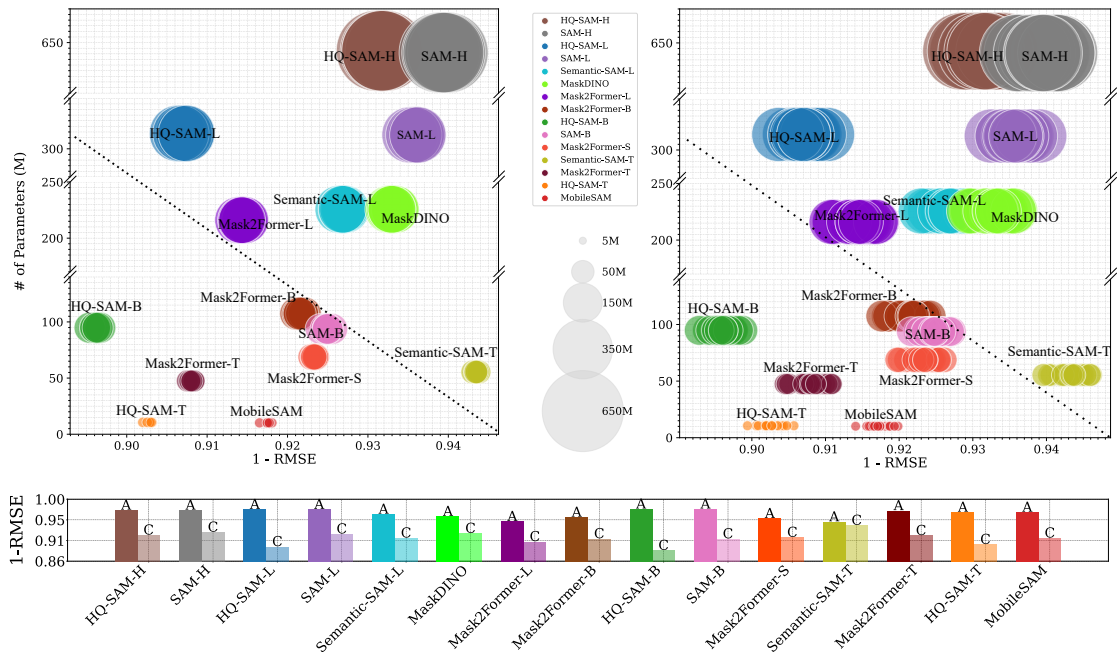 # of Parameters (M)
650
300
250
200
100
50
0
0.90
0.91
0.92
0.93
0.94
1 - RMSE
HQ-SAM-H
SAM-H
HQ-SAM-L
SAM-L
Semantic-SAM-L
Mask2Former-L
MaskDINO
Mask2Former-B
HQ-SAM-B
SAM-B
Semantic-SAM-T
Mask2Former-T
Mask2Former-S
HQ-SAM-T
MobileSAM
HQ-SAM-H
SAM-H
HQ-SAM-L
SAM-L
Semantic-SAM-L
MaskDINO
Mask2Former-L
Mask2Former-B
HQ-SAM-B
SAM-B
Mask2Former-S
Semantic-SAM-T
Mask2Former-T
HQ-SAM-T
MobileSAM
5M
50M
150M
350M
650M
650
300
250
200
100
50
0
0.90
0.91
0.92
0.93
0.94
1 - RMSE
HQ-SAM-H
SAM-H
HQ-SAM-L
SAM-L
Semantic-SAM-L
Mask2Former-L
MaskDINO
Mask2Former-B
HQ-SAM-B
SAM-B
Semantic-SAM-T
Mask2Former-T
Mask2Former-S
HQ-SAM-T
MobileSAM
1-RMSE
1.00
0.95
0.91
0.86
A C A C A C A C A C A C A C A C A C A C A C A C A C A C A C
HQ-SAM-H
SAM-H
HQ-SAM-L
SAM-L
Semantic-SAM-L
MaskDINO
Mask2Former-L
Mask2Former-B
HQ-SAM-B
SAM-B
Mask2Former-S
Semantic-SAM-T
Mask2Former-T
HQ-SAM-T
MobileSAM